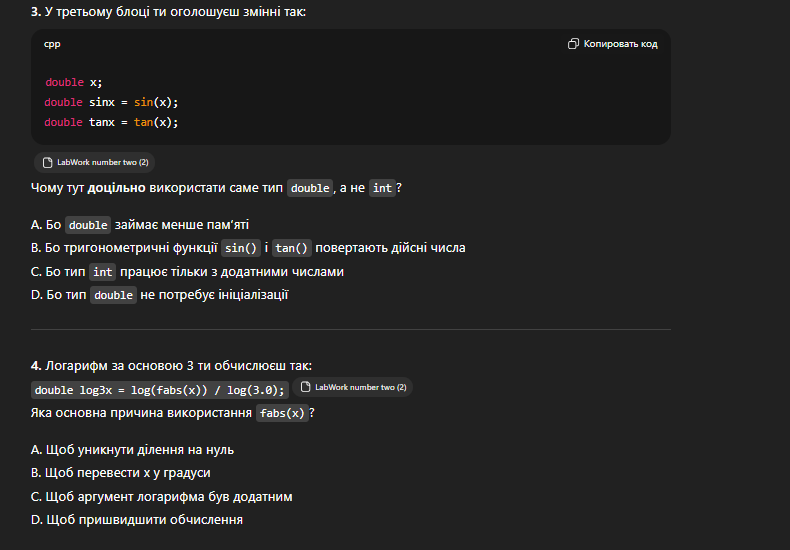 3. У третьому блоці ти оголошуєш змінні так:
cpp
Копировать код
double x;
double sinx = sin(x);
double tanx = tan(x);
LabWork number two (2)
Чому тут доцільно використати саме тип double, а не int?
A. Бо double займає менше пам’яті
B. Бо тригонометричні функції sin() і tan() повертають дійсні числа
C. Бо тип int працює тільки з додатними числами
D. Бо тип double не потребує ініціалізації
4. Логарифм за основою 3 ти обчислюєш так:
double log3x = log(fabs(x)) / log(3.0); LabWork number two (2)
Яка основна причина використання fabs(x)?
A. Щоб уникнути ділення на нуль
B. Щоб перевести x у градуси
C. Щоб аргумент логарифма був додатним
D. Щоб пришвидшити обчислення